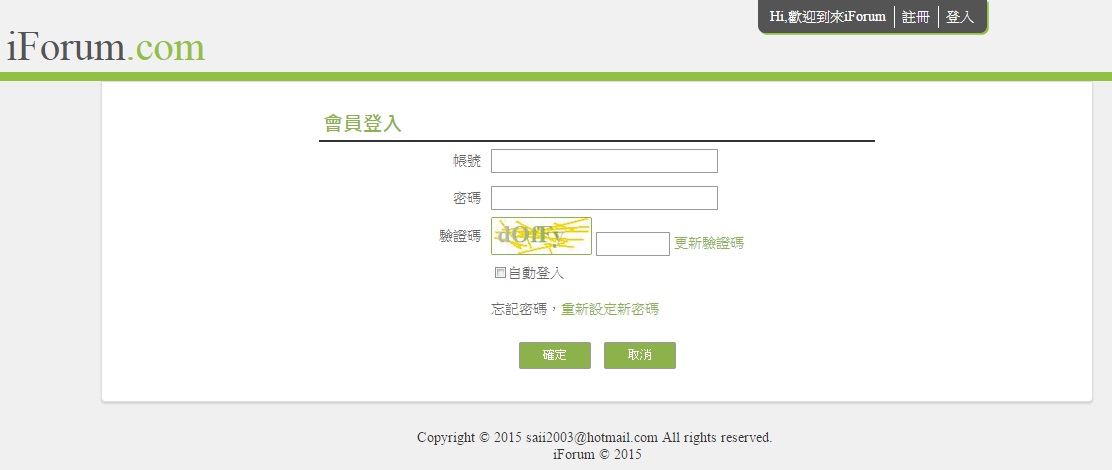 Hi,歡迎到來iForum 註冊 登入
iForum.com
會員登入
帳號
密碼
驗證碼 更新驗證碼
自動登入
忘記密碼，重新設定新密碼
確定 取消
Copyright © 2015 saii2003@hotmail.com All rights reserved.
iForum © 2015